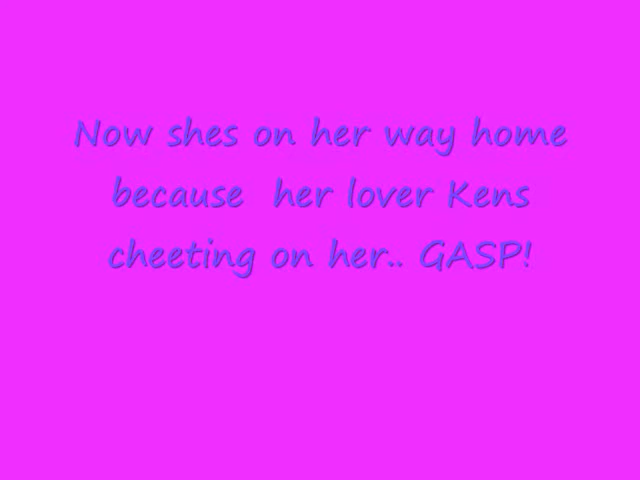 Now shes on her way home
because  her lover Kens
cheeting on her.. GASP!